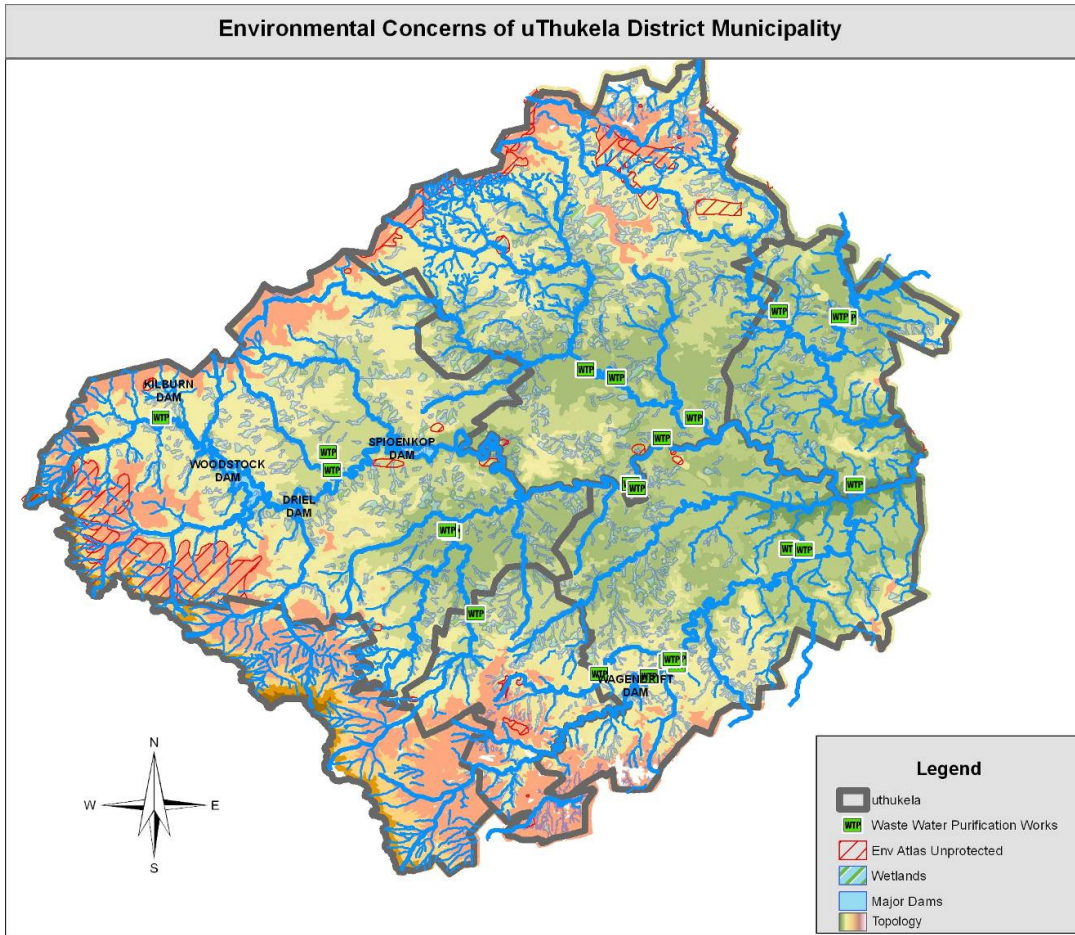 Environmental Concerns of uThukela District Municipality
WTP
WTP
WTP
WTP
KILBURN
DAM
WTP
WTP
WTP
SPIOENKOP
DAM
WTP
WTP
WOODSTOCK
DAM
DRIEL
DAM
WTP
WTP
WTP
WT
WTP
WTP
WTP
WTP
WTP
WTP
WAGENDRIFT
DAM
N
W
E
S
Legend
uthukela
WTP Waste Water Purification Works
Env Atlas Unprotected
Wetlands
Major Dams
Topology